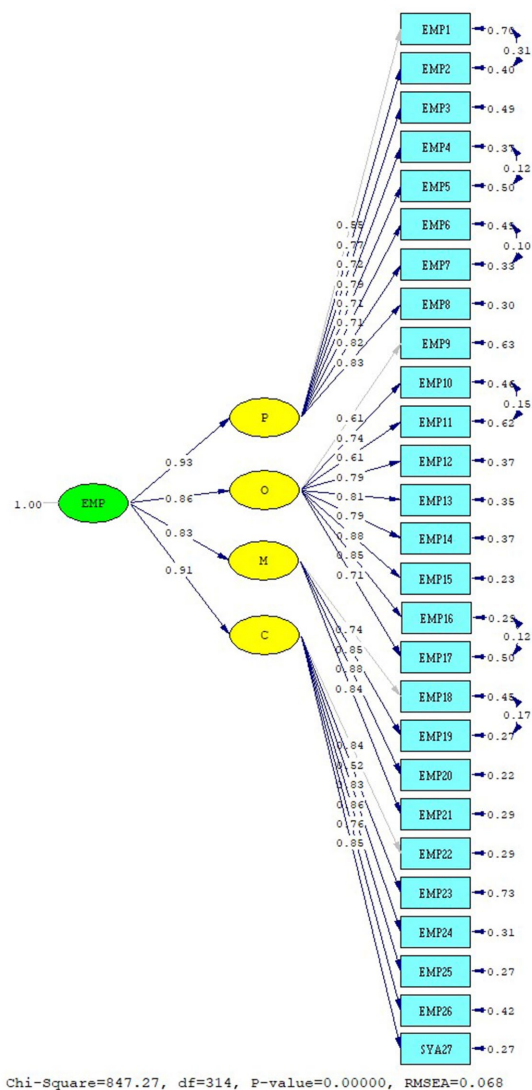 EMP1 0.70
0.31
EMP2 0.40
EMP3 0.49
EMP4 0.37
0.12
EMP5 0.50
EMP6
0.10
EMP7 0.33
EMP8 0.30
EMP9 0.63
EMP10 0.46
0.15
EMP11 0.62
EMP12 0.37
EMP13 0.35
EMP14 0.37
EMP15 0.23
EMP16
0.12
EMP17 0.50
EMP18 0.45
0.17
EMP19 0.27
EMP20 0.22
EMP21 0.29
EMP22 0.29
EMP23 0.73
EMP24 0.31
EMP25 0.27
EMP26 0.42
SYA27 0.27
0.55
0.77
0.72
0.79
0.71
0.71
0.82
0.83
P
0.61
0.74
0.61
0.79
0.81
0.79
0.88
0.85
0.71
O
0.74
0.85
0.88
0.84
M
0.84
0.52
0.83
0.86
0.76
0.85
C
0.93
0.86
0.83
0.91
1.00 EMP
Chi-Square=847.27, df=314, P-value=0.00000, RMSEA=0.068